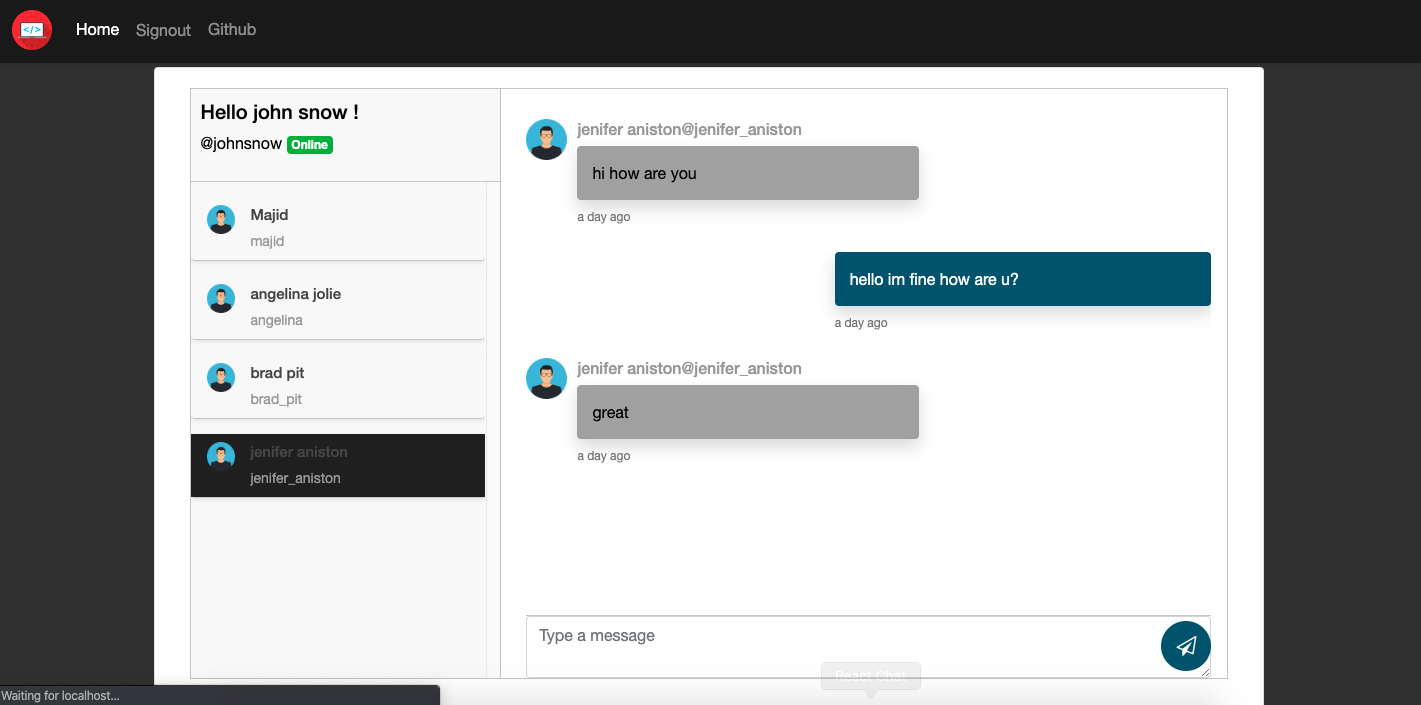 </>
Home Signout Github
Hello john snow !
@johnsnow Online
Majid
majid
angelina jolie
angelina
brad pit
brad_pit
jenifer aniston
jenifer_aniston
jenifer aniston@jenifer_aniston
hi how are you
a day ago
hello im fine how are u?
a day ago
jenifer aniston@jenifer_aniston
great
a day ago
Type a message
React Chat
Waiting for localhost...